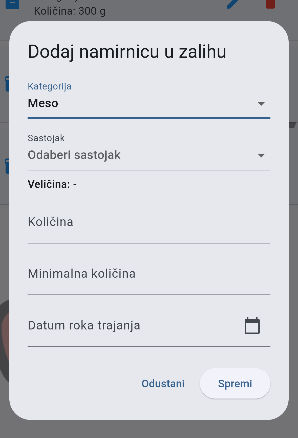 Količina: 300 g
Dodaj namirnicu u zalihu
Kategorija
Meso
Sastojak
Odaberi sastojak
Veličina: -
Količina
Minimalna količina
Datum roka trajanja
Odustani
Spremi